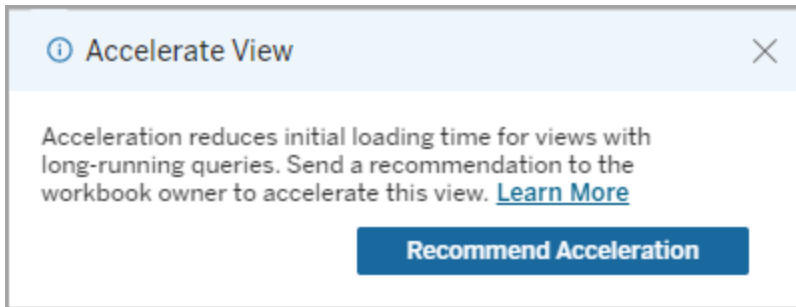 Accelerate View
Acceleration reduces initial loading time for views with
long-running queries. Send a recommendation to the
workbook owner to accelerate this view. Learn More
Recommend Acceleration